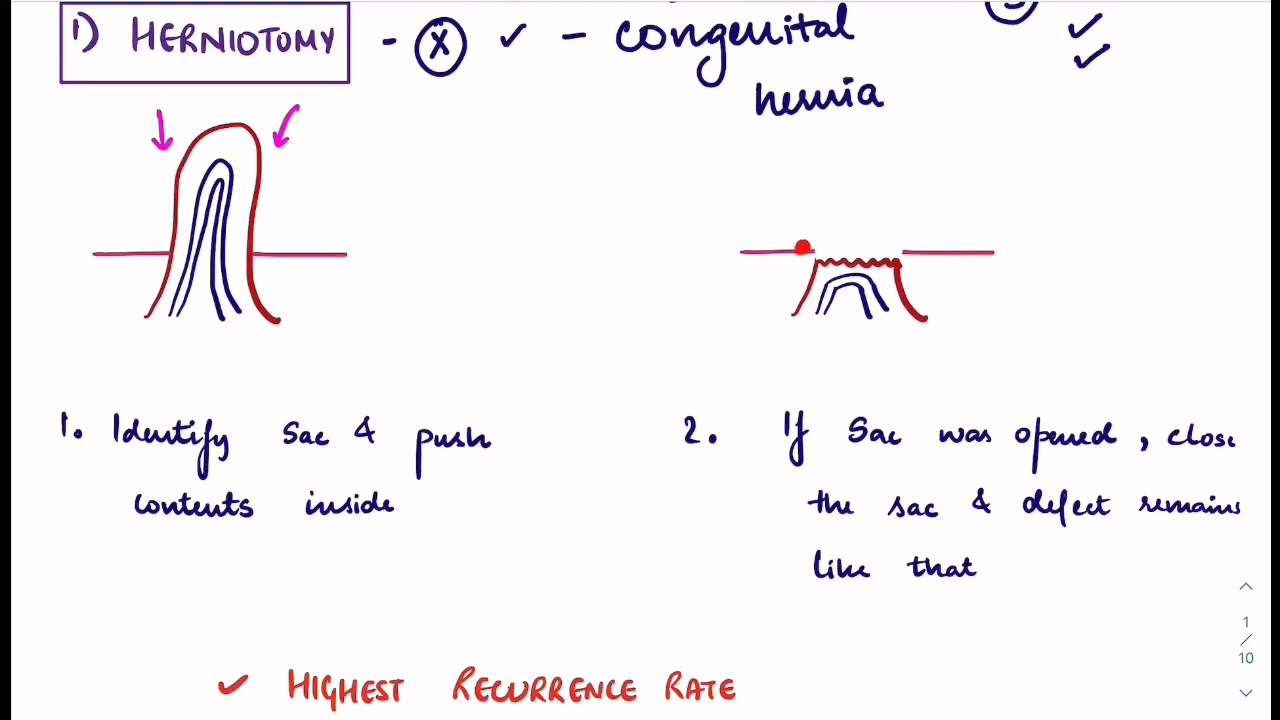 1) HERNIOTOMY - X ✓ - congenital
hernia
1. Identify Sac & push
contents inside
2. If Sac was opened, close
the sac & defect remains
like that
✓ HIGHEST RECURRENCE RATE
1
/
10